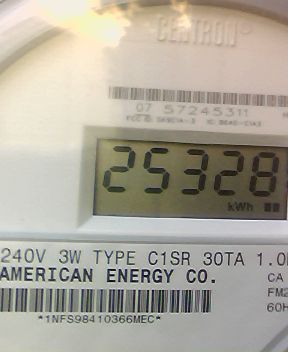 CENTRON®
07 57245311
25328
kWh
240V 3W TYPE C1SR 30TA 1.0
AMERICAN ENERGY CO.
CA
FM2
60H
*1NFS98410366MEC*